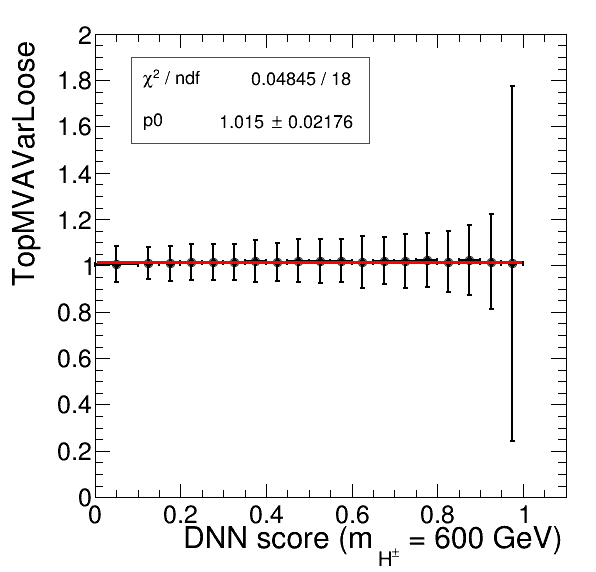 TopMVAVarLoose
2
1.8
1.6
1.4
1.2
1
0.8
0.6
0.4
0.2
0
χ² / ndf 0.04845 / 18
p0 1.015 ± 0.02176
0 0.2 0.4 0.6 0.8 1
DNN score (m_H± = 600 GeV)